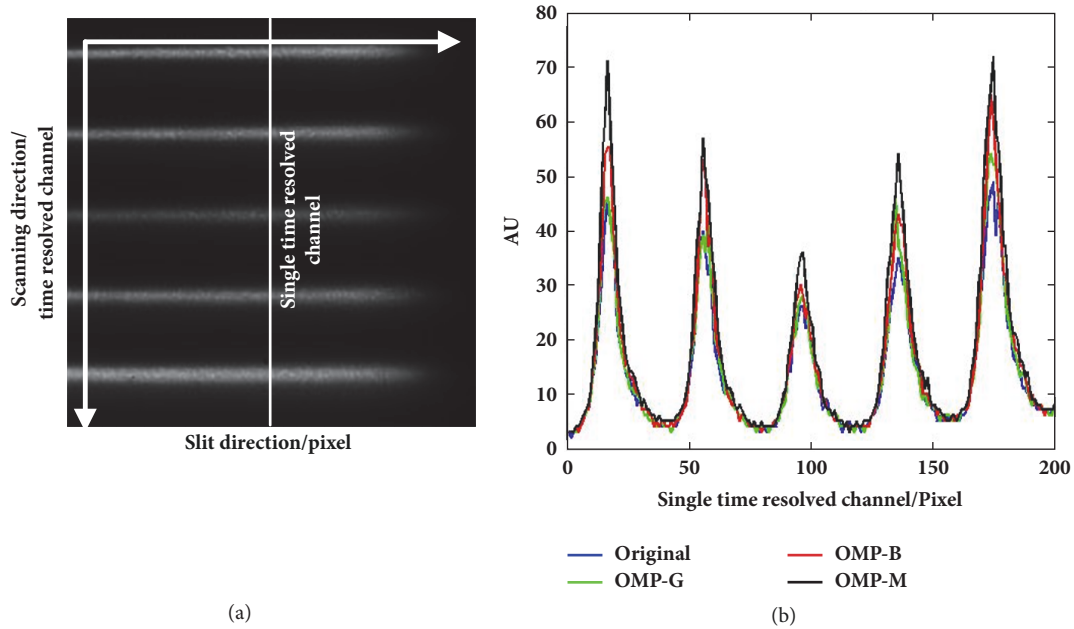 Scanning direction/
time resolved channel
Single time resolved
channel
Slit direction/pixel
(a)
80
70
60
50
40
30
20
10
0
AU
0 50 100 150 200
Single time resolved channel/Pixel
Original OMP-B
OMP-G OMP-M
(b)